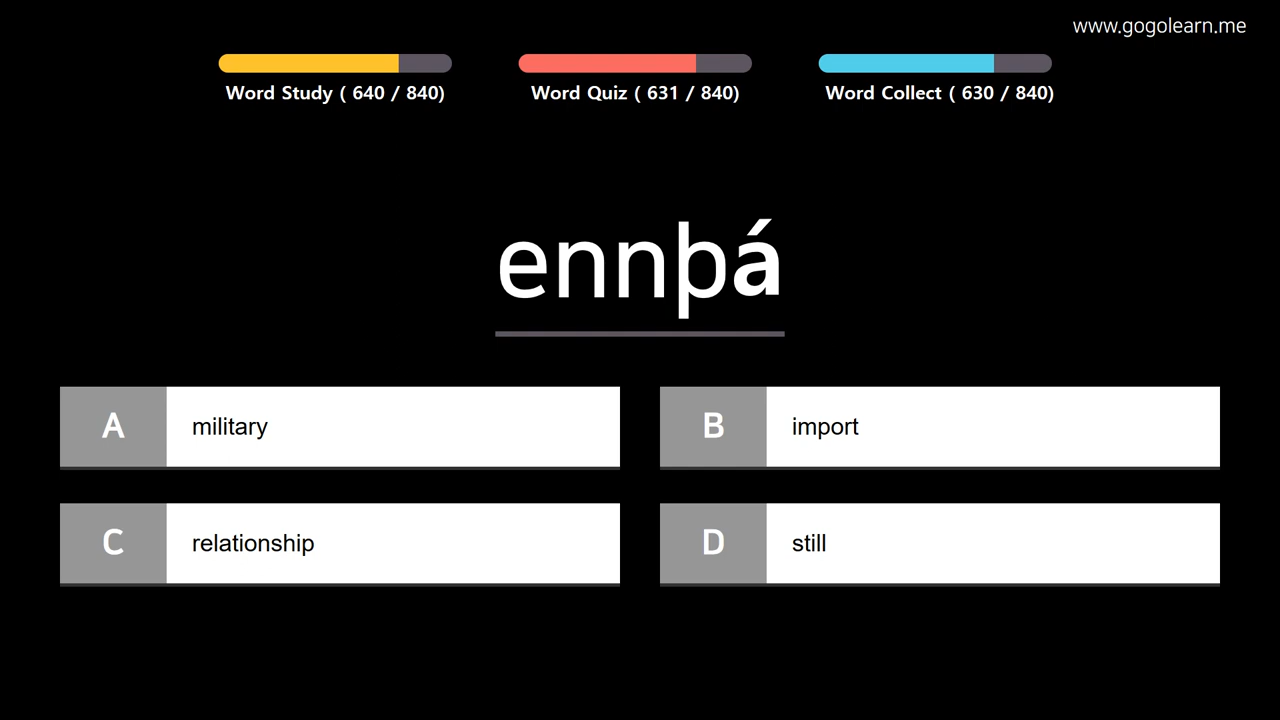 www.gogolearn.me
Word Study ( 640 / 840)
Word Quiz ( 631 / 840)
Word Collect ( 630 / 840)
ennþá
A military
B import
C relationship
D still